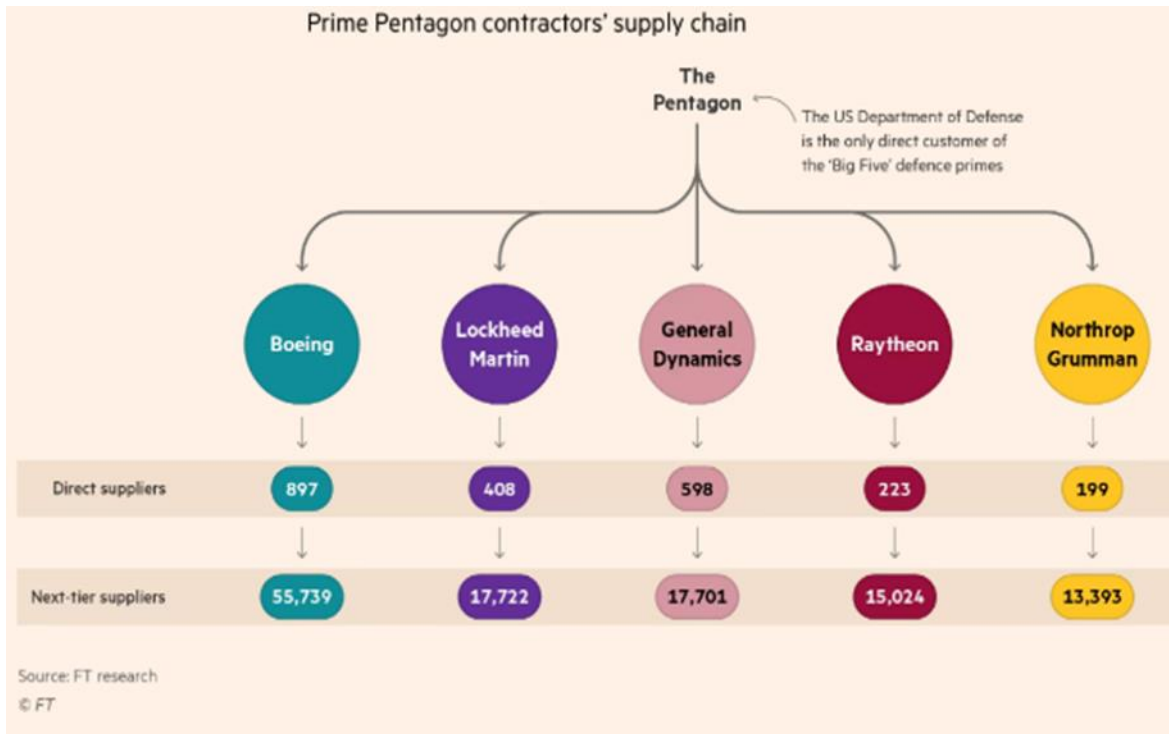 Prime Pentagon contractors' supply chain
The
Pentagon
The US Department of Defense
is the only direct customer of
the 'Big Five' defence primes
Boeing
Lockheed
Martin
General
Dynamics
Raytheon
Northrop
Grumman
Direct suppliers 897 408 598 223 199
Next-tier suppliers 55,739 17,722 17,701 15,024 13,393
Source: FT research
© FT